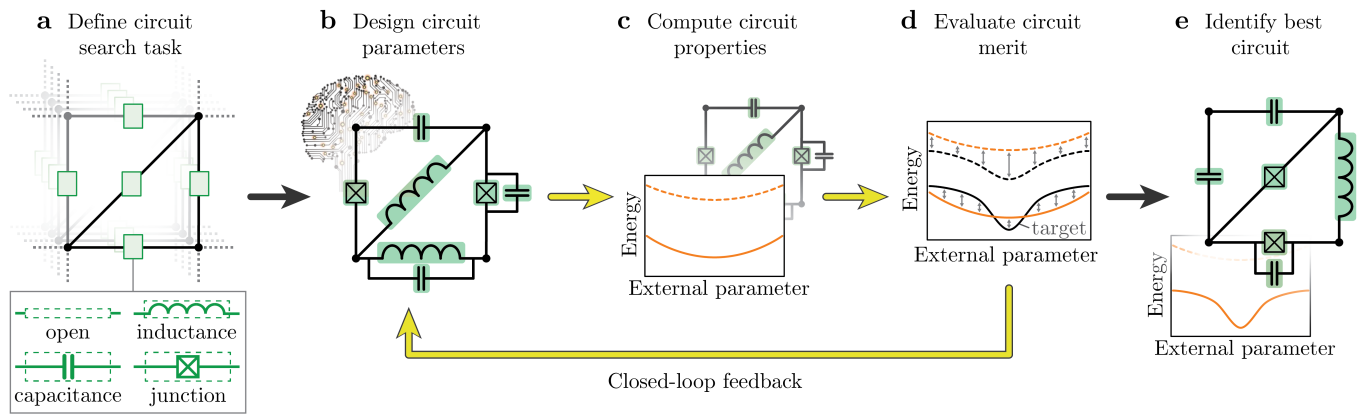 a Define circuit
search task
b Design circuit
parameters
c Compute circuit
properties
d Evaluate circuit
merit
e Identify best
circuit
open
inductance
capacitance
junction
Energy
External parameter
Energy
target
External parameter
Energy
External parameter
Closed-loop feedback